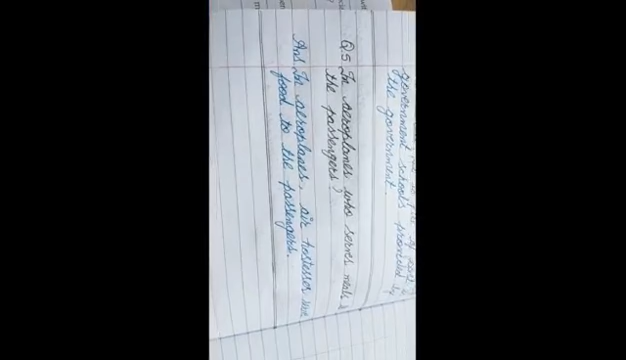 government schools provided by
the government.
Q5 In aeroplanes who serves meals
the passengers?
Ans. In aeroplanes, air hostesses
food to the passengers.